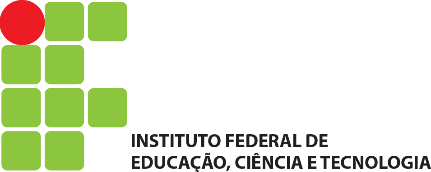 INSTITUTO FEDERAL DE
EDUCAÇÃO, CIÊNCIA E TECNOLOGIA